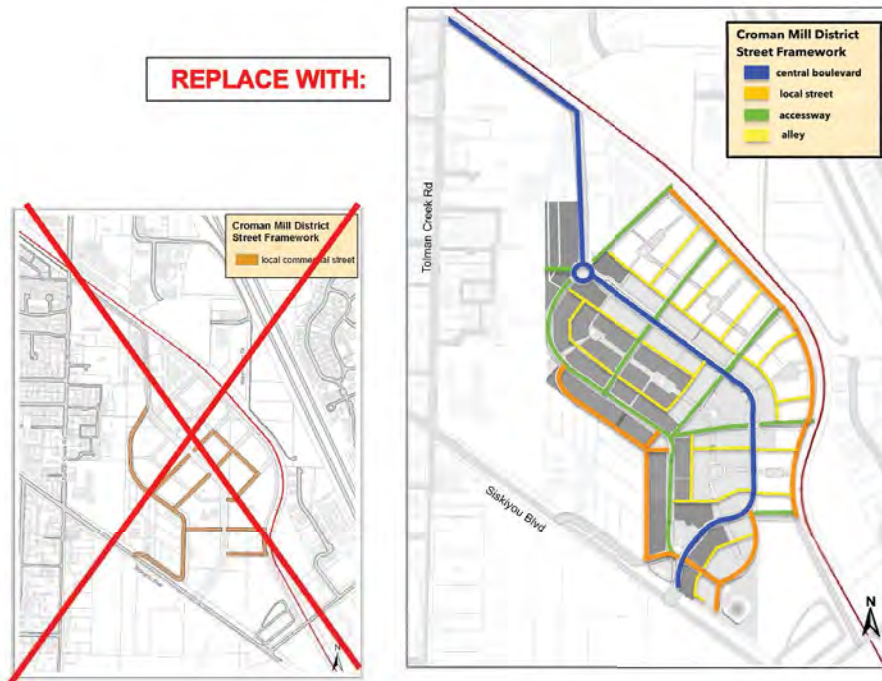 REPLACE WITH:
Croman Mill District
Street Framework
local commercial street
N
Croman Mill District
Street Framework
central boulevard
local street
accessway
alley
Tolman Creek Rd
Siskiyou Blvd
N